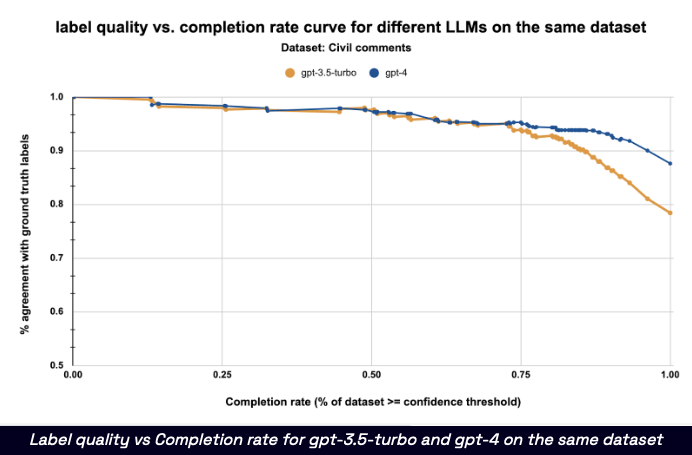 label quality vs. completion rate curve for different LLMs on the same dataset
Dataset: Civil comments
gpt-3.5-turbo gpt-4
% agreement with ground truth labels
1.0
0.9
0.8
0.7
0.6
0.5
0.00 0.25 0.50 0.75 1.00
Completion rate (% of dataset >= confidence threshold)
Label quality vs Completion rate for gpt-3.5-turbo and gpt-4 on the same dataset